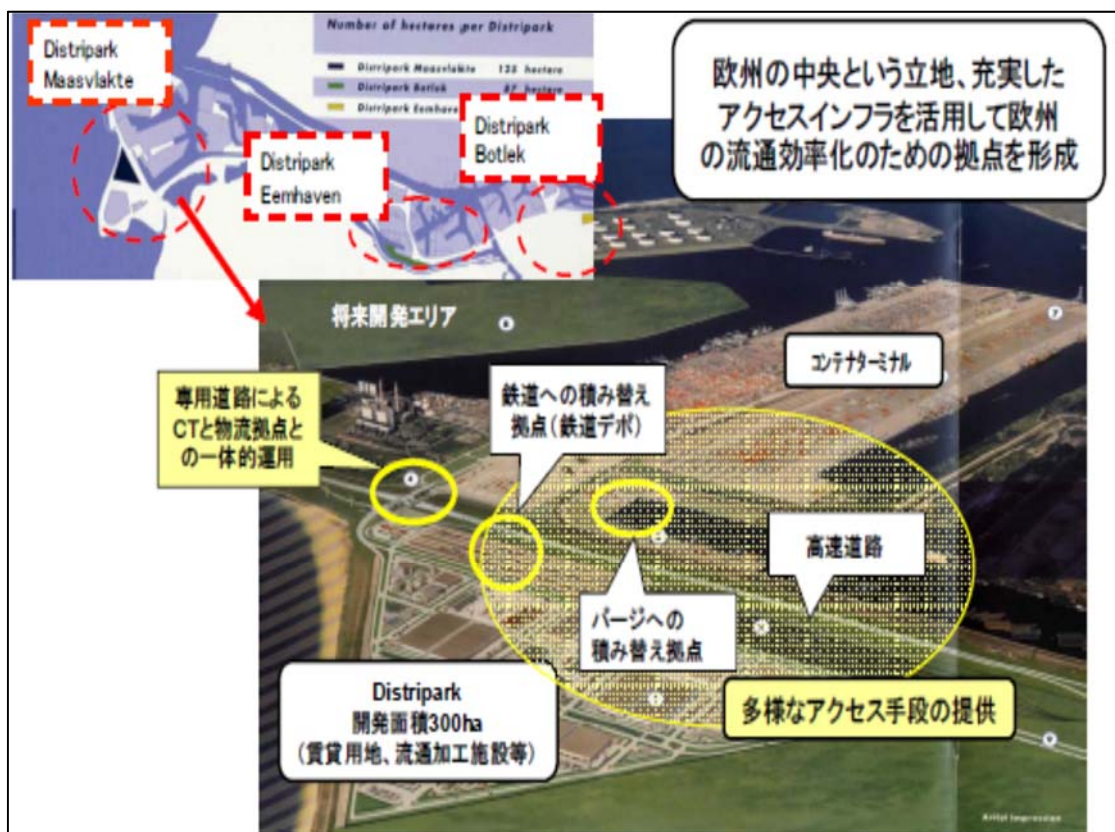 Number of hectares per Distripark
Distripark Maasvlakte 125 hectare
Distripark Botlek 87 hectare
Distripark Eemhave
Distripark
Maasvlakte
Distripark
Eemhaven
Distripark
Botlek
欧州の中央という立地、充実した
アクセスインフラを活用して欧州
の流通効率化のための拠点を形成
将来開発エリア
コンテナターミナル
専用道路による
CTと物流拠点と
の一体的運用
鉄道への積み替え
拠点(鉄道デポ)
高速道路
バージへの
積み替え拠点
Distripark
開発面積300ha
(賃貸用地、流通加工施設等)
多様なアクセス手段の提供
Artist Impression